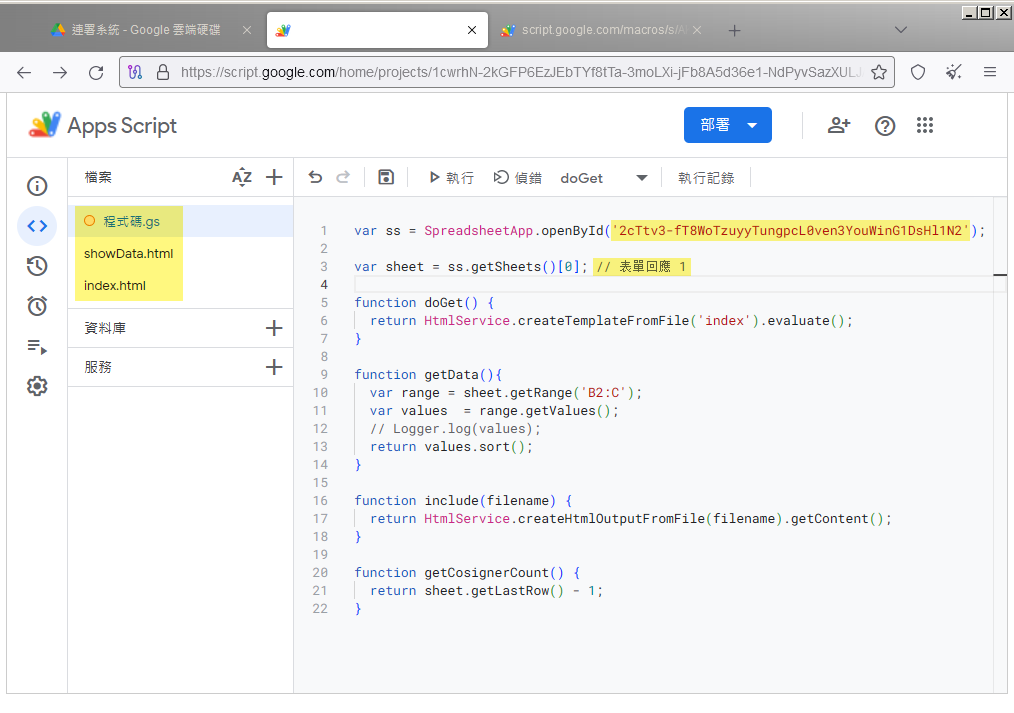 連署系統 - Google 雲端硬碟
script.google.com/macros/s/A
https://script.google.com/home/projects/1cwrhN-2kGFP6EzJEbTYf8tTa-3moLXi-jFb8A5d36e1-NdPyvSazXULJ
Apps Script
部署
檔案
AZ
執行
偵錯
doGet
執行記錄
程式碼.gs
showData.html
index.html
資料庫
服務
1 var ss = SpreadsheetApp.openById('2cTtv3-fT8WoTzuyyTungpcL0ven3YouWinG1DsHl1N2');
2
3 var sheet = ss.getSheets()[0]; // 表單回應 1
4
5 function doGet() {
6 return HtmlService.createTemplateFromFile('index').evaluate();
7 }
8
9 function getData(){
10 var range = sheet.getRange('B2:C');
11 var values  = range.getValues();
12 // Logger.log(values);
13 return values.sort();
14 }
15
16 function include(filename) {
17 return HtmlService.createHtmlOutputFromFile(filename).getContent();
18 }
19
20 function getCosignerCount() {
21 return sheet.getLastRow() - 1;
22 }